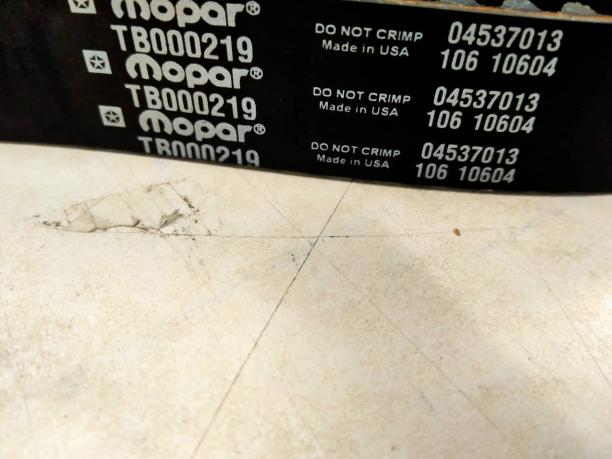 mopar®
TB000219
DO NOT CRIMP
Made in USA
04537013
106 10604
mopar®
TB000219
DO NOT CRIMP
Made in USA
04537013
106 10604
mopar®
TB000219
DO NOT CRIMP
Made in USA
04537013
106 10604